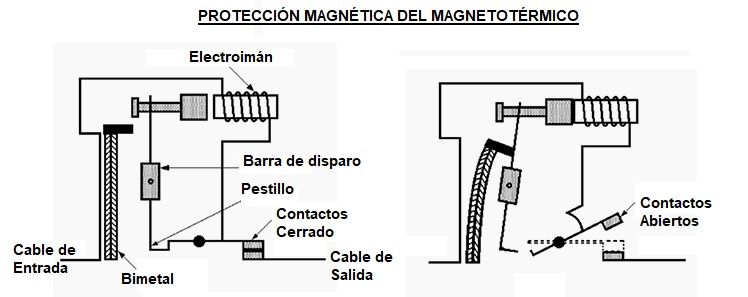 PROTECCIÓN MAGNÉTICA DEL MAGNETOTÉRMICO
Electroimán
Barra de disparo
Pestillo
Contactos
Cerrado
Cable de
Entrada
Bimetal
Cable de
Salida
Contactos
Abiertos